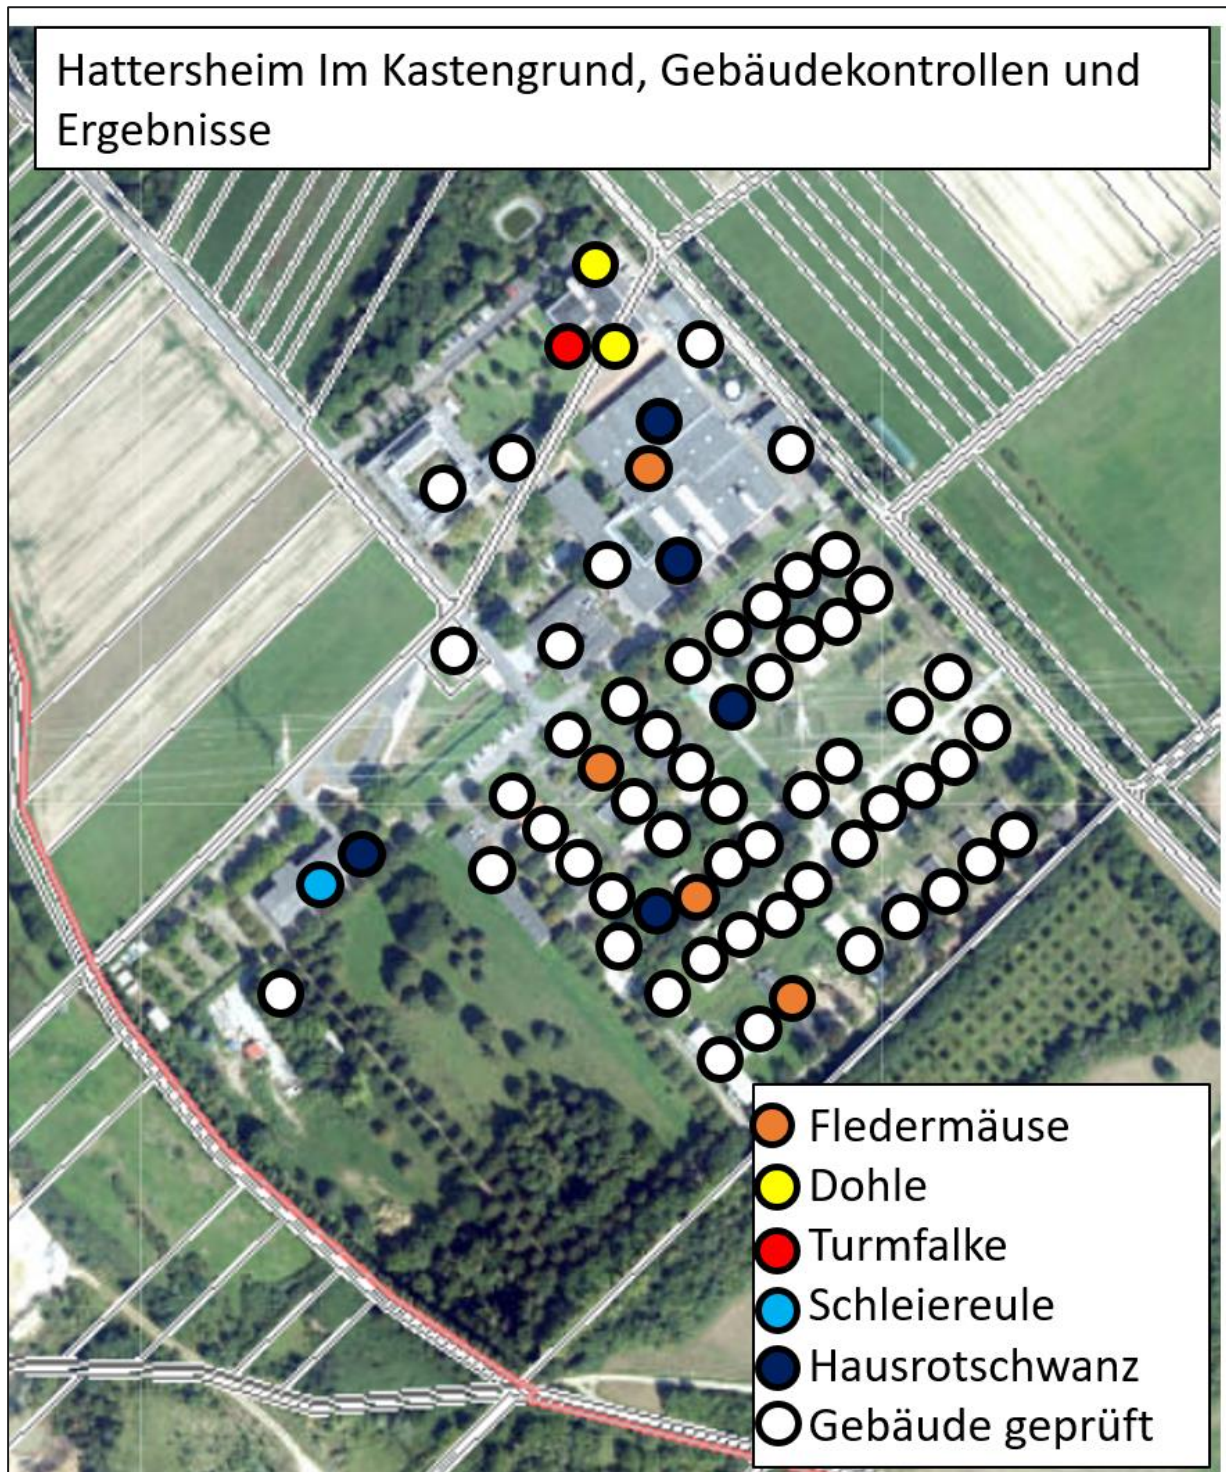 Hattersheim Im Kastengrund, Gebäudekontrollen und
Ergebnisse
Fledermäuse
Dohle
Turmfalke
Schleiereule
Hausrotschwanz
Gebäude geprüft